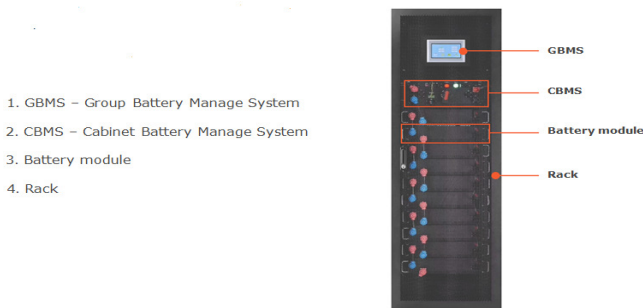 1. GBMS – Group Battery Manage System
2. CBMS – Cabinet Battery Manage System
3. Battery module
4. Rack
GBMS
CBMS
Battery module
Rack